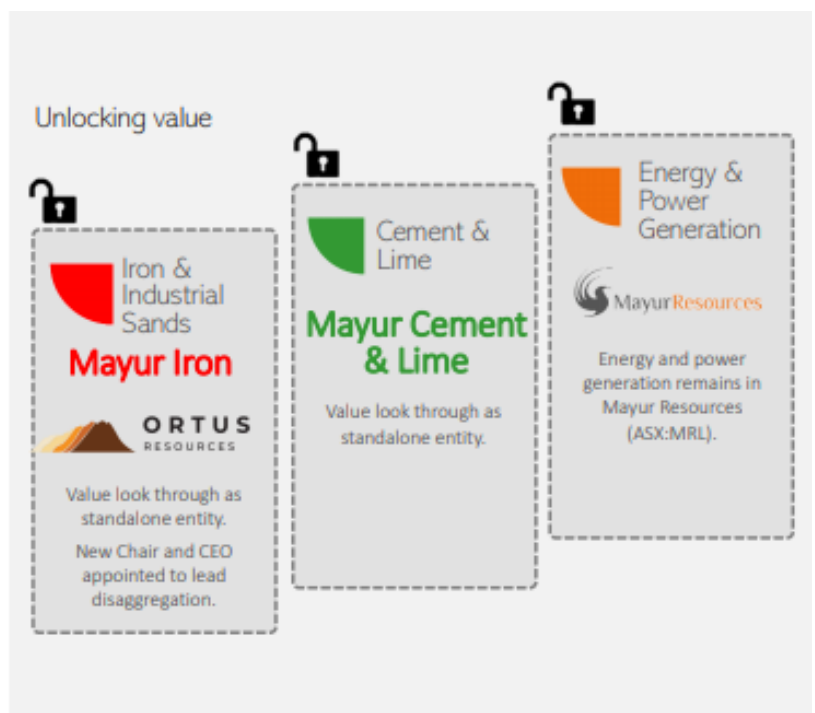 Unlocking value
Iron &
Industrial
Sands
Mayur Iron
ORTUS
RESOURCES
Value look through as
standalone entity.
New Chair and CEO
appointed to lead
disaggregation.
Cement &
Lime
Mayur Cement
& Lime
Value look through as
standalone entity.
Energy &
Power
Generation
MayurResources
Energy and power
generation remains in
Mayur Resources
(ASX:MRL).